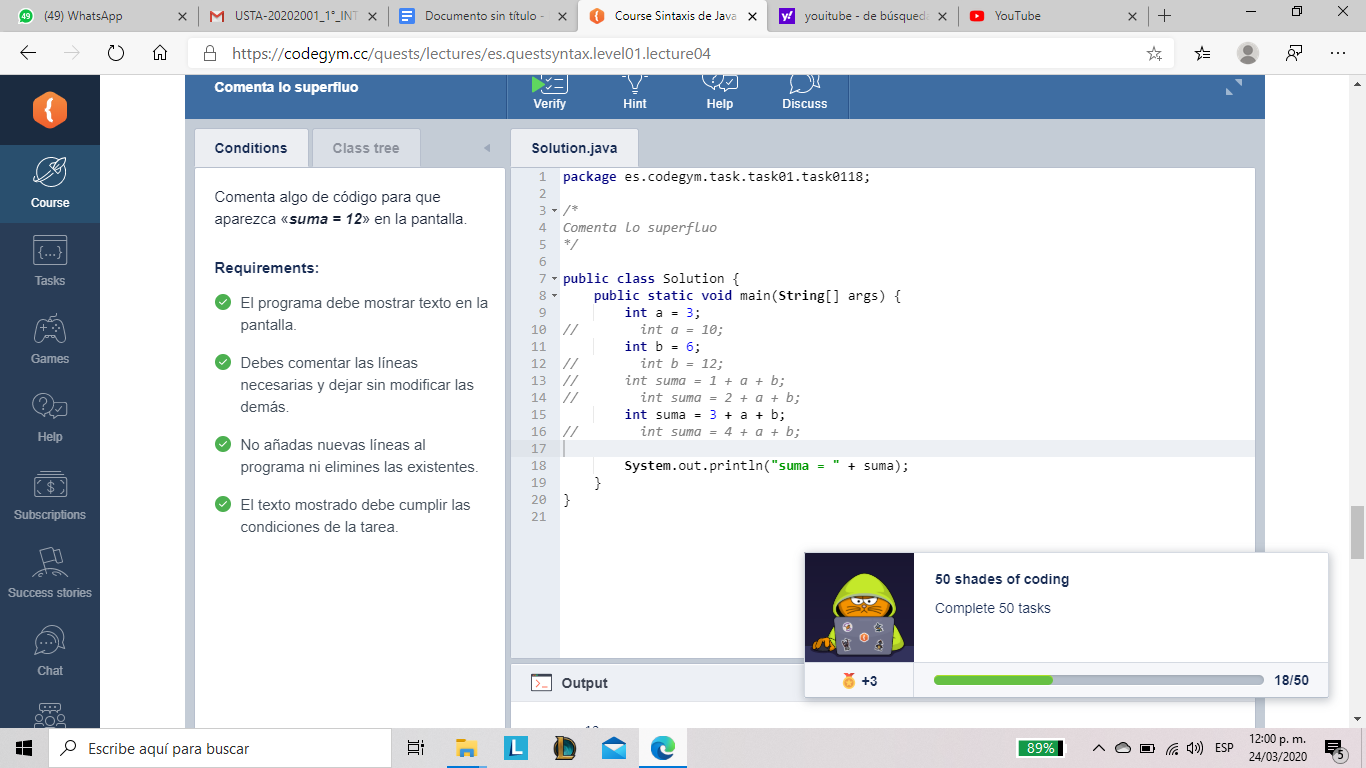 (49) WhatsApp
USTA-20202001_1°_INT
Documento sin título -
Course Sintaxis de Java
youitube - de búsqueda
YouTube
https://codegym.cc/quests/lectures/es.questsyntax.level01.lecture04
Comenta lo superfluo
Verify
Hint
Help
Discuss
Course
Tasks
Games
Help
Subscriptions
Success stories
Chat
Conditions
Class tree
Comenta algo de código para que
aparezca «suma = 12» en la pantalla.
Requirements:
El programa debe mostrar texto en la
pantalla.
Debes comentar las líneas
necesarias y dejar sin modificar las
demás.
No añadas nuevas líneas al
programa ni elimines las existentes.
El texto mostrado debe cumplir las
condiciones de la tarea.
Solution.java
1 package es.codegym.task.task01.task0118;
2
3 /*
4 Comenta lo superfluo
5 */
6
7 public class Solution {
8     public static void main(String[] args) {
9         int a = 3;
10 //        int a = 10;
11         int b = 6;
12 //        int b = 12;
13 //      int suma = 1 + a + b;
14 //        int suma = 2 + a + b;
15         int suma = 3 + a + b;
16 //        int suma = 4 + a + b;
17
18         System.out.println("suma = " + suma);
19     }
20 }
21
50 shades of coding
Complete 50 tasks
+3
18/50
Output
Escribe aquí para buscar
89%
ESP
12:00 p. m.
24/03/2020
5